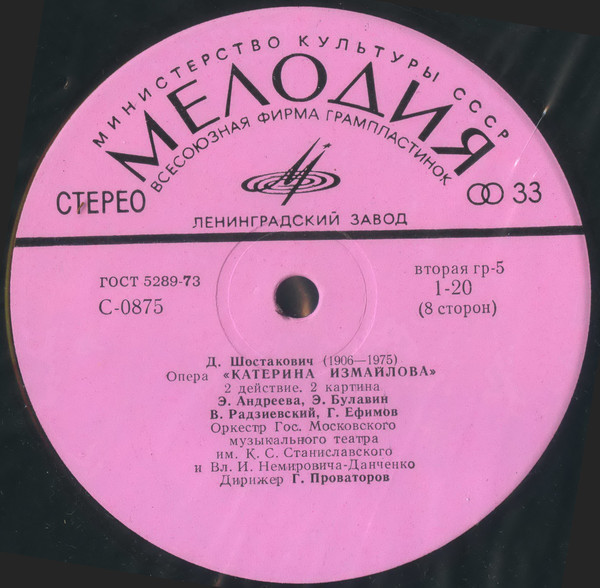 МИНИСТЕРСТВО КУЛЬТУРЫ СССР
МЕЛОДИЯ
ВСЕСОЮЗНАЯ ФИРМА ГРАМПЛАСТИНОК
СТЕРЕО
33
ЛЕНИНГРАДСКИЙ ЗАВОД
ГОСТ 5289-73
С-0875
вторая гр-5
1-20
(8 сторон)
Д. Шостакович (1906—1975)
Опера «КАТЕРИНА ИЗМАЙЛОВА»
2 действие. 2 картина
Э. Андреева, Э. Булавин
В. Радзиевский, Г. Ефимов
Оркестр Гос. Московского
музыкального театра
им. К. С. Станиславского
и Вл. И. Немировича-Данченко
Дирижер Г. Проваторов